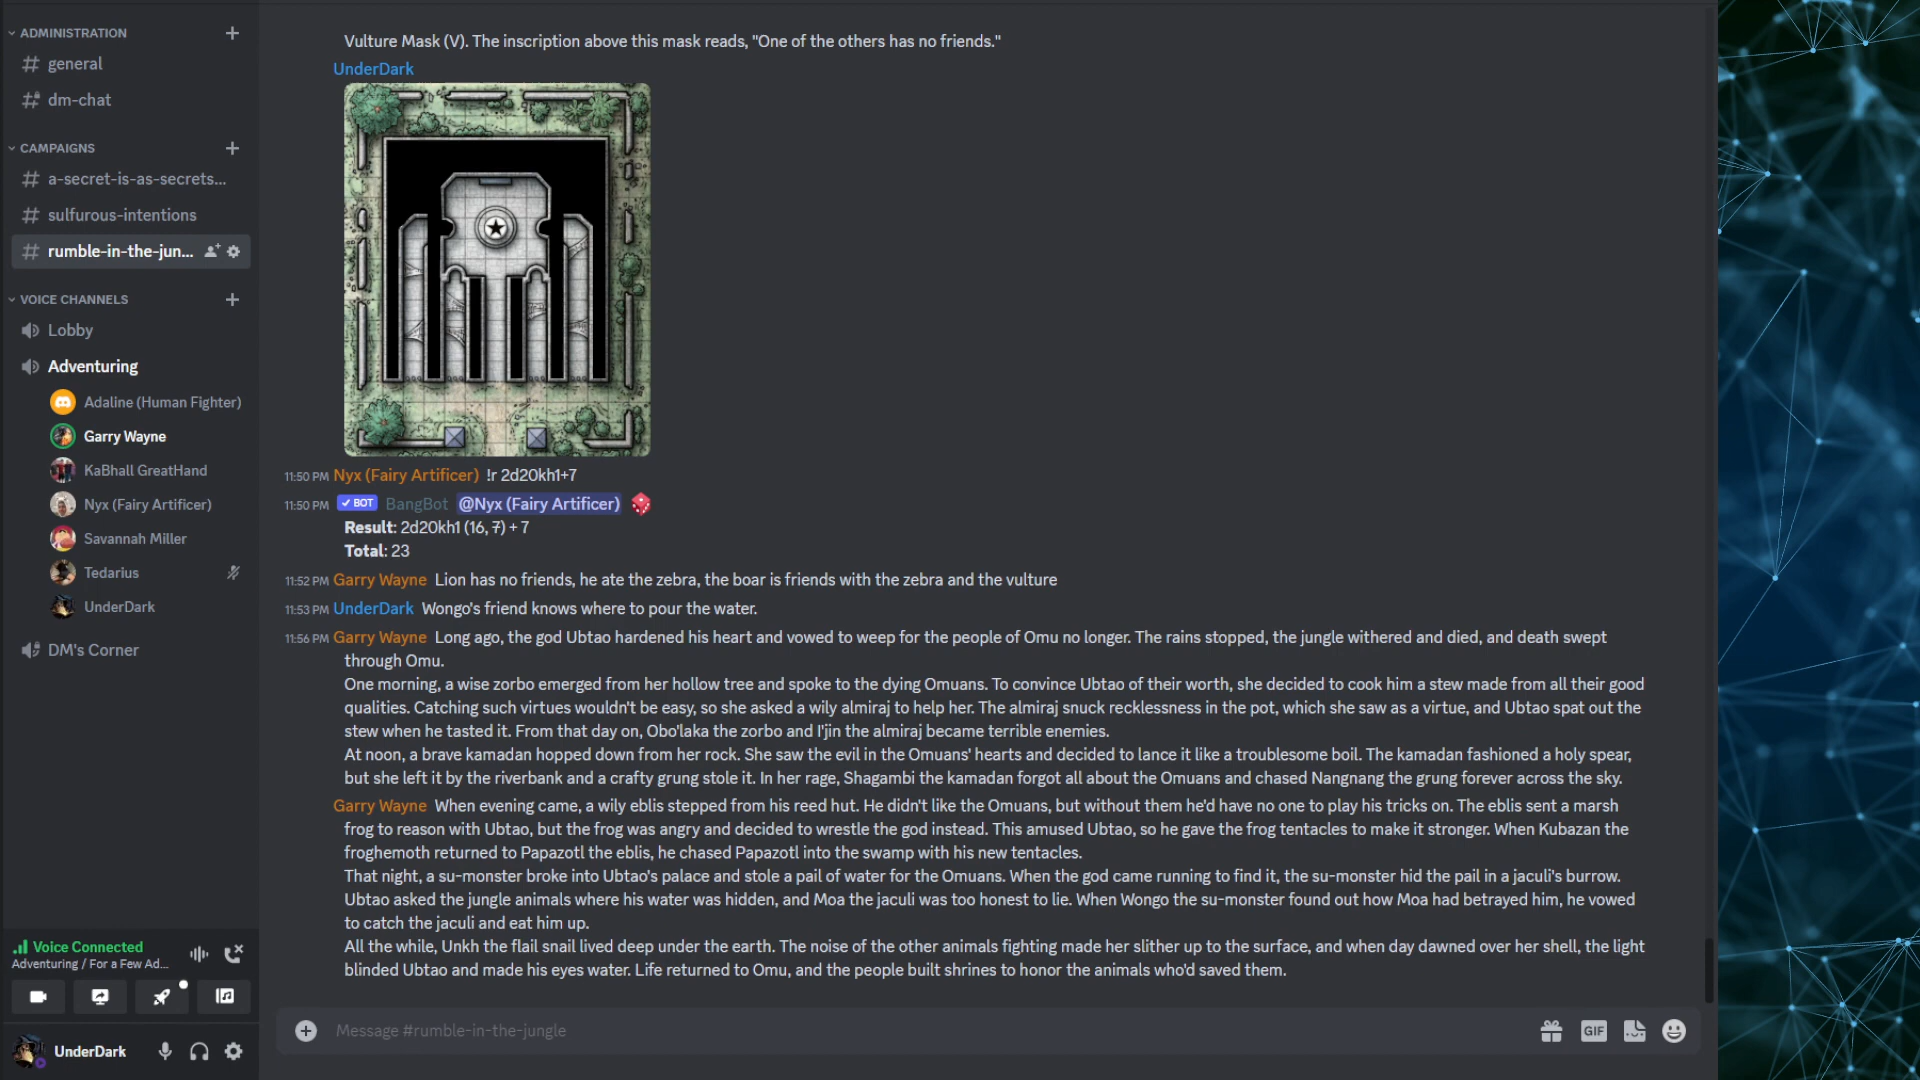 ADMINISTRATION
general
dm-chat
CAMPAIGNS
a-secret-is-as-secrets...
sulfurous-intentions
rumble-in-the-jun...
VOICE CHANNELS
Lobby
Adventuring
Adaline (Human Fighter)
Garry Wayne
KaBhall GreatHand
Nyx (Fairy Artificer)
Savannah Miller
Tedarius
UnderDark
DM's Corner
Voice Connected
Adventuring / For a Few Ad...
UnderDark
Vulture Mask (V). The inscription above this mask reads, "One of the others has no friends."
UnderDark
11:50 PM Nyx (Fairy Artificer) !r 2d20kh1+7
11:50 PM BOT BangBot @Nyx (Fairy Artificer)
Result: 2d20kh1 (16, 7) + 7
Total: 23
11:52 PM Garry Wayne Lion has no friends, he ate the zebra, the boar is friends with the zebra and the vulture
11:53 PM UnderDark Wongo's friend knows where to pour the water.
11:56 PM Garry Wayne Long ago, the god Ubtao hardened his heart and vowed to weep for the people of Omu no longer. The rains stopped, the jungle withered and died, and death swept
through Omu.
One morning, a wise zorbo emerged from her hollow tree and spoke to the dying Omuans. To convince Ubtao of their worth, she decided to cook him a stew made from all their good
qualities. Catching such virtues wouldn't be easy, so she asked a wily almiraj to help her. The almiraj snuck recklessness in the pot, which she saw as a virtue, and Ubtao spat out the
stew when he tasted it. From that day on, Obo'laka the zorbo and I'jin the almiraj became terrible enemies.
At noon, a brave kamadan hopped down from her rock. She saw the evil in the Omuans' hearts and decided to lance it like a troublesome boil. The kamadan fashioned a holy spear,
but she left it by the riverbank and a crafty grung stole it. In her rage, Shagambi the kamadan forgot all about the Omuans and chased Nangnang the grung forever across the sky.
Garry Wayne When evening came, a wily eblis stepped from his reed hut. He didn't like the Omuans, but without them he'd have no one to play his tricks on. The eblis sent a marsh
frog to reason with Ubtao, but the frog was angry and decided to wrestle the god instead. This amused Ubtao, so he gave the frog tentacles to make it stronger. When Kubazan the
froghemoth returned to Papazotl the eblis, he chased Papazotl into the swamp with his new tentacles.
That night, a su-monster broke into Ubtao's palace and stole a pail of water for the Omuans. When the god came running to find it, the su-monster hid the pail in a jaculi's burrow.
Ubtao asked the jungle animals where his water was hidden, and Moa the jaculi was too honest to lie. When Wongo the su-monster found out how Moa had betrayed him, he vowed
to catch the jaculi and eat him up.
All the while, Unkh the flail snail lived deep under the earth. The noise of the other animals fighting made her slither up to the surface, and when day dawned over her shell, the light
blinded Ubtao and made his eyes water. Life returned to Omu, and the people built shrines to honor the animals who'd saved them.
Message #rumble-in-the-jungle
GIF